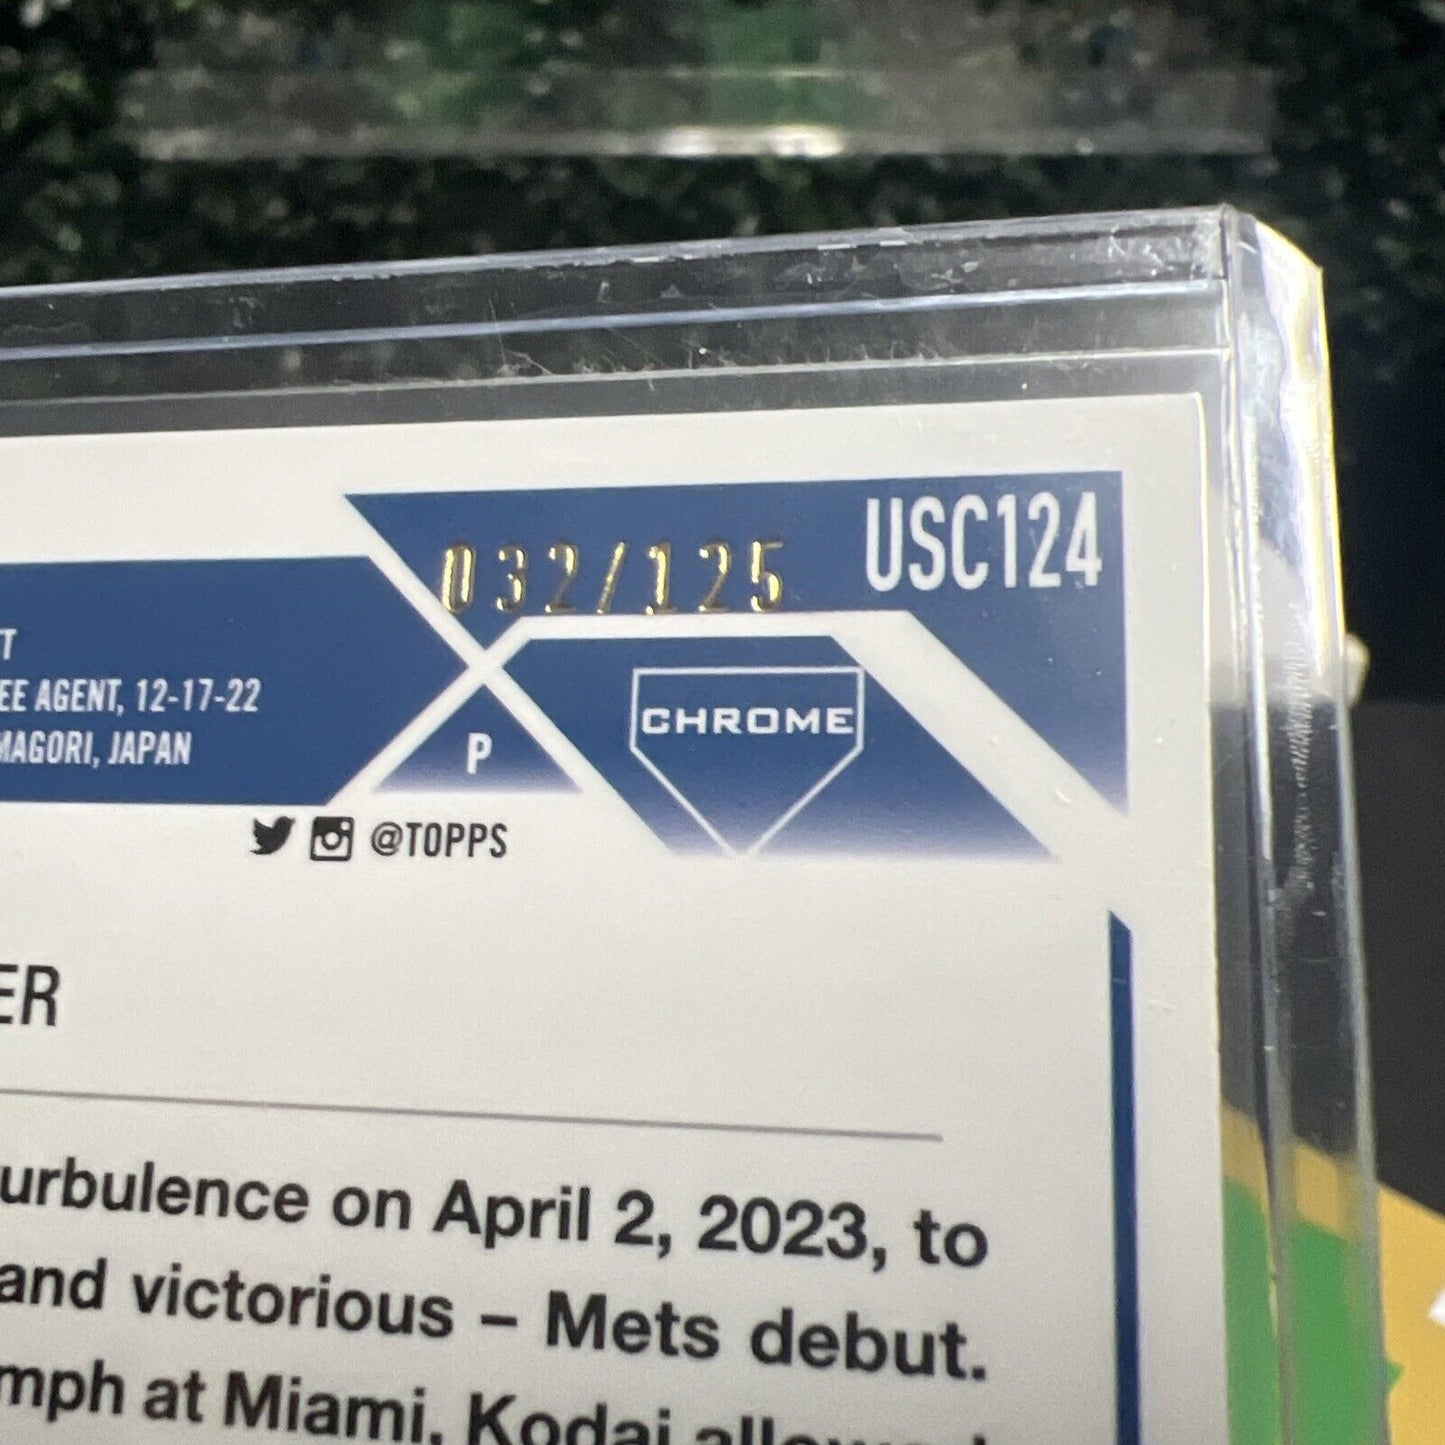 032/125 USC124
T
EE AGENT, 12-17-22
MAGORI, JAPAN
P
CHROME
@TOPPS
ER
urbulence on April 2, 2023, to
and victorious – Mets debut.
mph at Miami, Kodai allowed